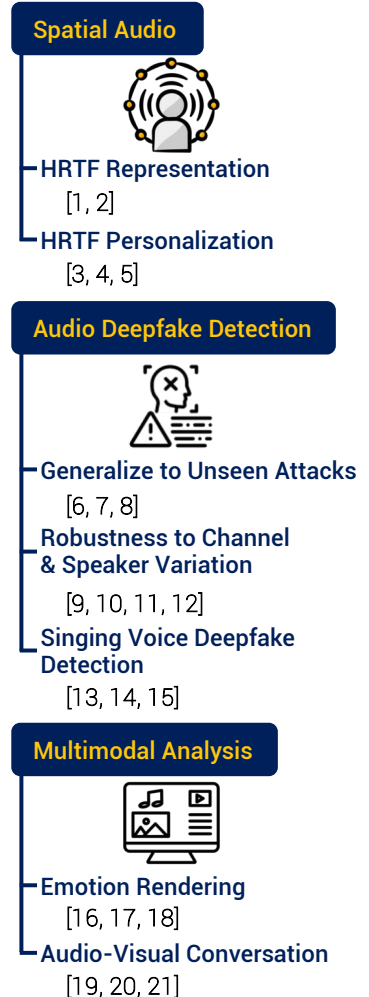 Spatial Audio
HRTF Representation
[1, 2]
HRTF Personalization
[3, 4, 5]
Audio Deepfake Detection
Generalize to Unseen Attacks
[6, 7, 8]
Robustness to Channel
& Speaker Variation
[9, 10, 11, 12]
Singing Voice Deepfake
Detection
[13, 14, 15]
Multimodal Analysis
Emotion Rendering
[16, 17, 18]
Audio-Visual Conversation
[19, 20, 21]